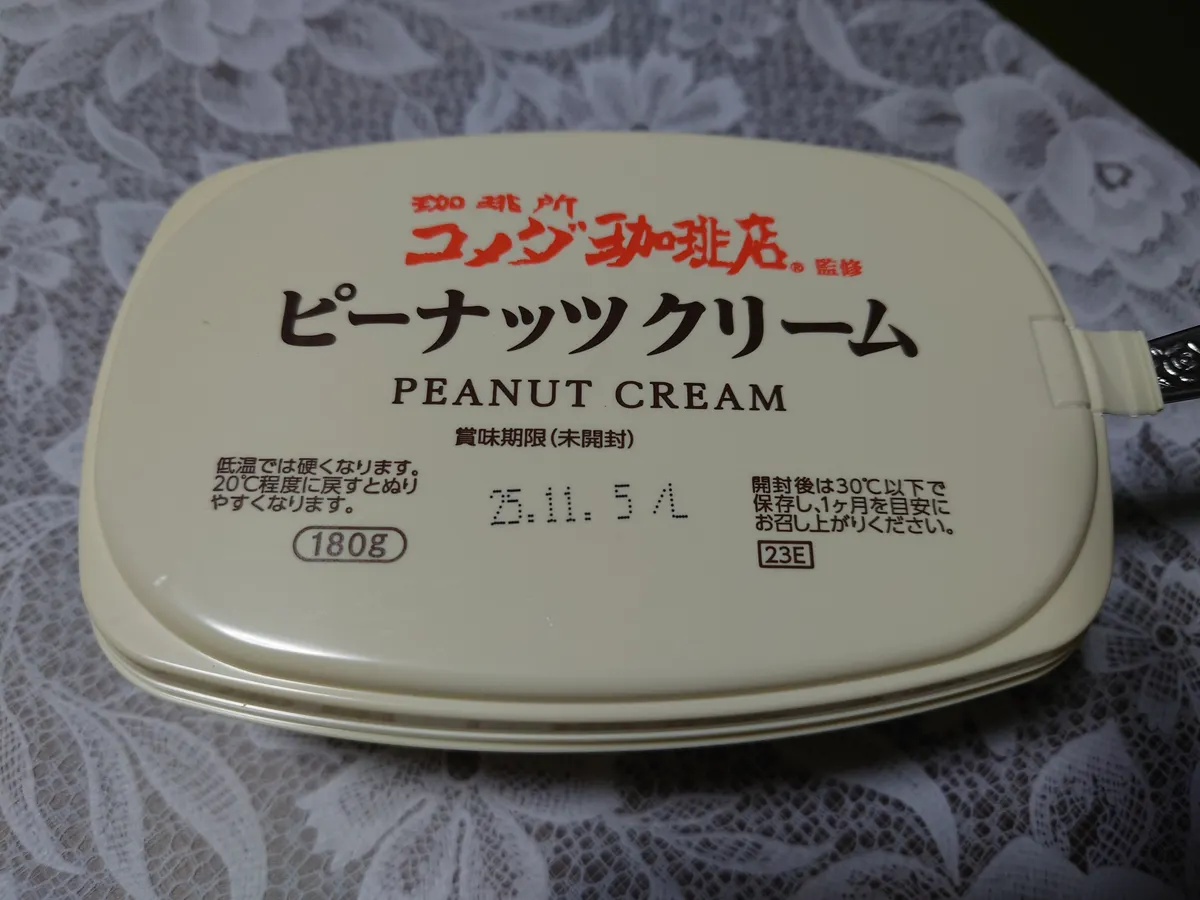 珈琲所
コメダ珈琲店® 監修
ピーナッツクリーム
PEANUT CREAM
賞味期限(未開封)
25.11. 5 /L
低温では硬くなります。
20℃程度に戻すとぬり
やすくなります。
180g
開封後は30℃以下で
保存し、1ヶ月を目安に
お召し上がりください。
23E